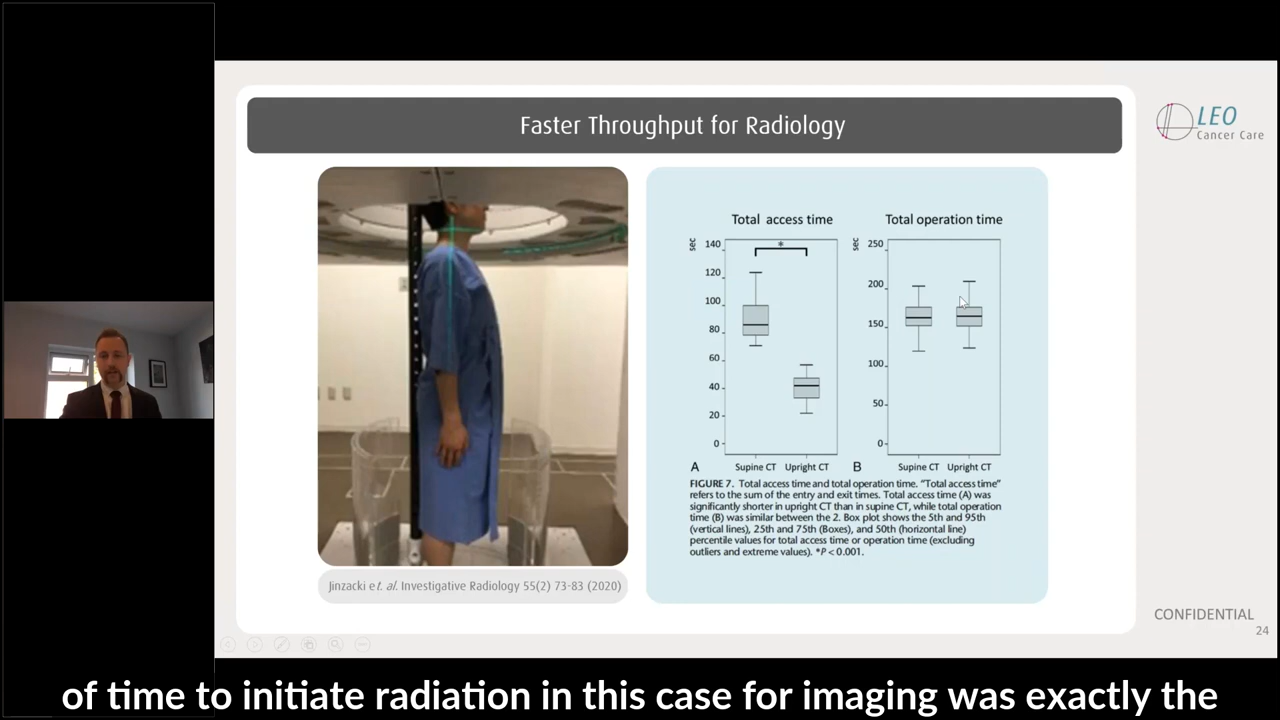 Faster Throughput for Radiology
LEO
Cancer Care
Total access time
Total operation time
sec
140
120
100
80
60
40
20
0
*
Supine CT
Upright CT
A
sec
250
200
150
100
50
0
Supine CT
Upright CT
B
FIGURE 7. Total access time and total operation time. "Total access time"
refers to the sum of the entry and exit times. Total access time (A) was
significantly shorter in upright CT than in supine CT, while total operation
time (B) was similar between the 2. Box plot shows the 5th and 95th
(vertical lines), 25th and 75th (Boxes), and 50th (horizontal line)
percentile values for total access time or operation time (excluding
outliers and extreme values). *P < 0.001.
Jinzacki et. al. Investigative Radiology 55(2) 73-83 (2020)
CONFIDENTIAL
24
of time to initiate radiation in this case for imaging was exactly the